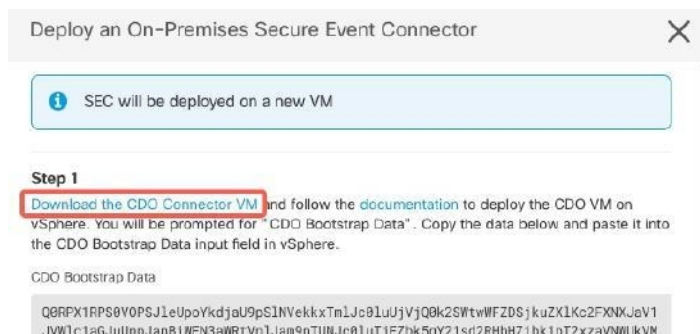 Deploy an On-Premises Secure Event Connector
SEC will be deployed on a new VM
Step 1
Download the CDO Connector VM and follow the documentation to deploy the CDO VM on
vSphere. You will be prompted for "CDO Bootstrap Data". Copy the data below and paste it into
the CDO Bootstrap Data input field in vSphere.
CDO Bootstrap Data